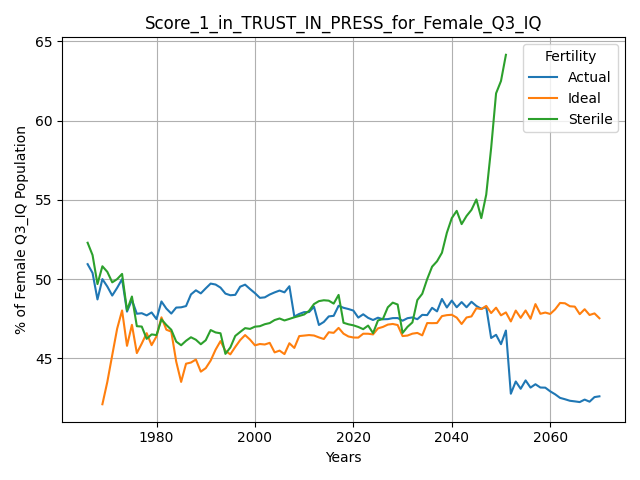 Score_1_in_TRUST_IN_PRESS_for_Female_Q3_IQ
% of Female Q3_IQ Population
65
60
55
50
45
Fertility
Actual
Ideal
Sterile
1980 2000 2020 2040 2060
Years